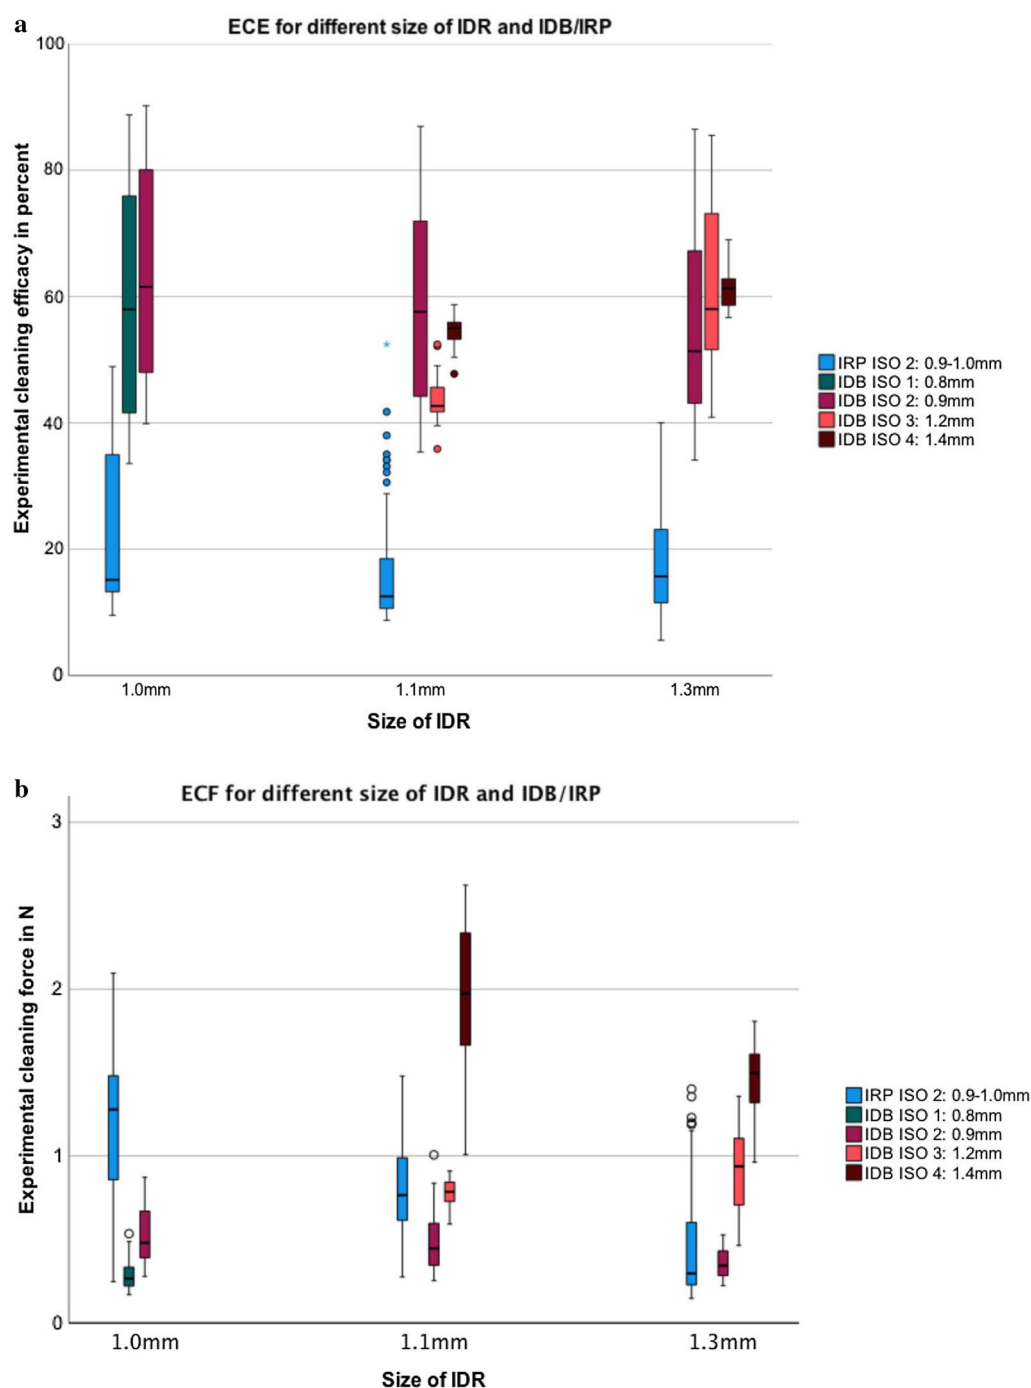 a
ECE for different size of IDR and IDB/IRP
Experimental cleaning efficacy in percent
100
80
60
40
20
0
1.0mm
1.1mm
1.3mm
Size of IDR
IRP ISO 2: 0.9-1.0mm
IDB ISO 1: 0.8mm
IDB ISO 2: 0.9mm
IDB ISO 3: 1.2mm
IDB ISO 4: 1.4mm
b
ECF for different size of IDR and IDB/IRP
Experimental cleaning force in N
3
2
1
0
1.0mm
1.1mm
1.3mm
Size of IDR
IRP ISO 2: 0.9-1.0mm
IDB ISO 1: 0.8mm
IDB ISO 2: 0.9mm
IDB ISO 3: 1.2mm
IDB ISO 4: 1.4mm